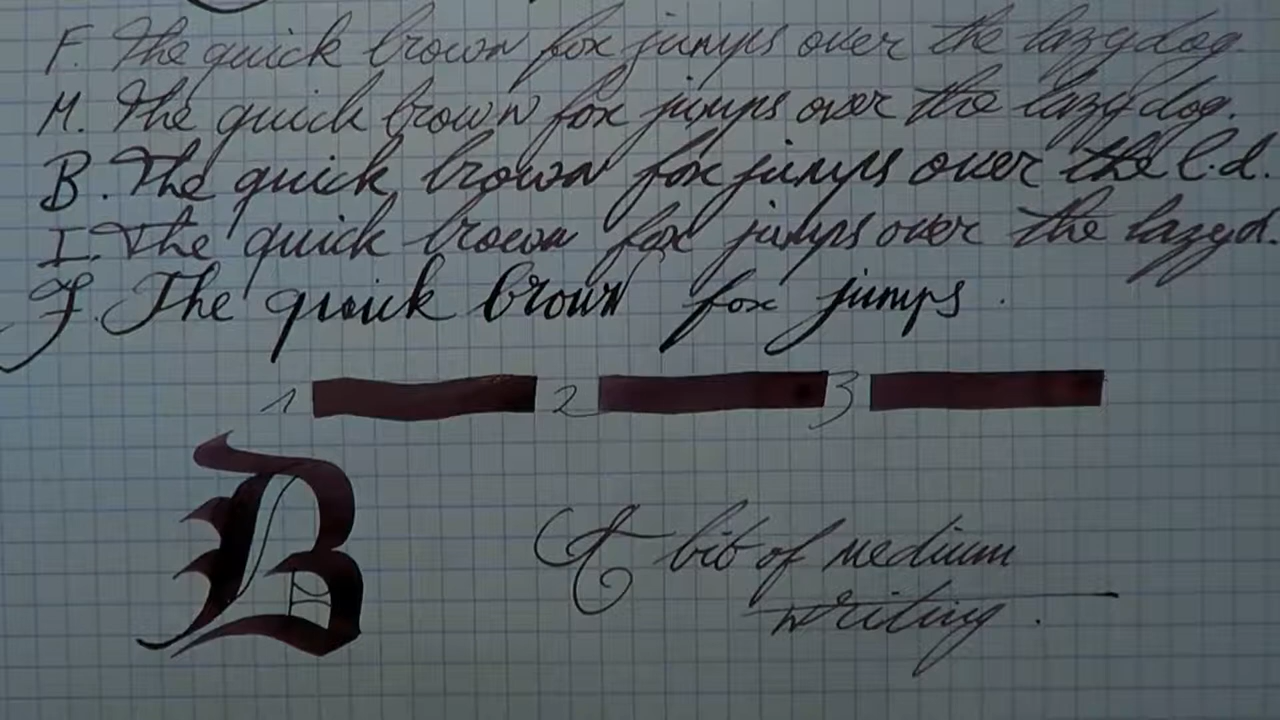 F. The quick brown fox jumps over the lazy dog.
M. The quick brown fox jumps over the lazy dog.
B. The quick brown fox jumps over the l.d.
I. The quick brown fox jumps over the lazy d.
J. The quick brown fox jumps.
1 2 3
B
A bit of medium
writing.